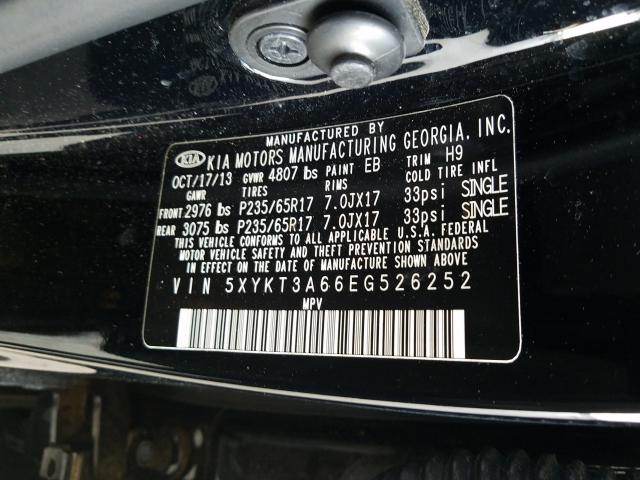 MANUFACTURED BY
KIA KIA MOTORS MANUFACTURING GEORGIA, INC.
OCT/17/13 GVWR 4807 lbs PAINT EB TRIM H9
GAWR TIRES RIMS COLD TIRE INFL
FRONT 2976 lbs P235/65R17 7.0JX17 33psi SINGLE
REAR 3075 lbs P235/65R17 7.0JX17 33psi SINGLE
THIS VEHICLE CONFORMS TO ALL APPLICABLE U.S.A. FEDERAL
MOTOR VEHICLE SAFETY AND THEFT PREVENTION STANDARDS
IN EFFECT ON THE DATE OF MANUFACTURE SHOWN ABOVE
VIN 5XYKT3A66EG526252
MPV